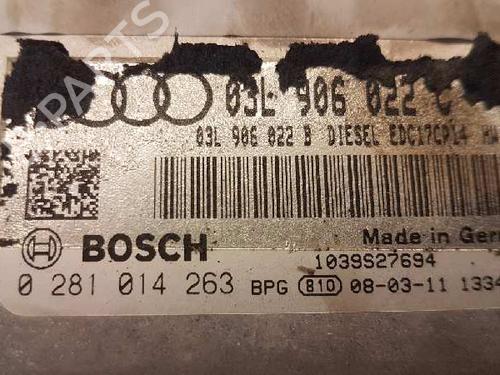 PARTS
03L 906 022 C
03L 906 022 B DIESEL EDC17CP14
BOSCH
Made in Ger
1039S27694
0 281 014 263 BPG 810 08-03-11 1334